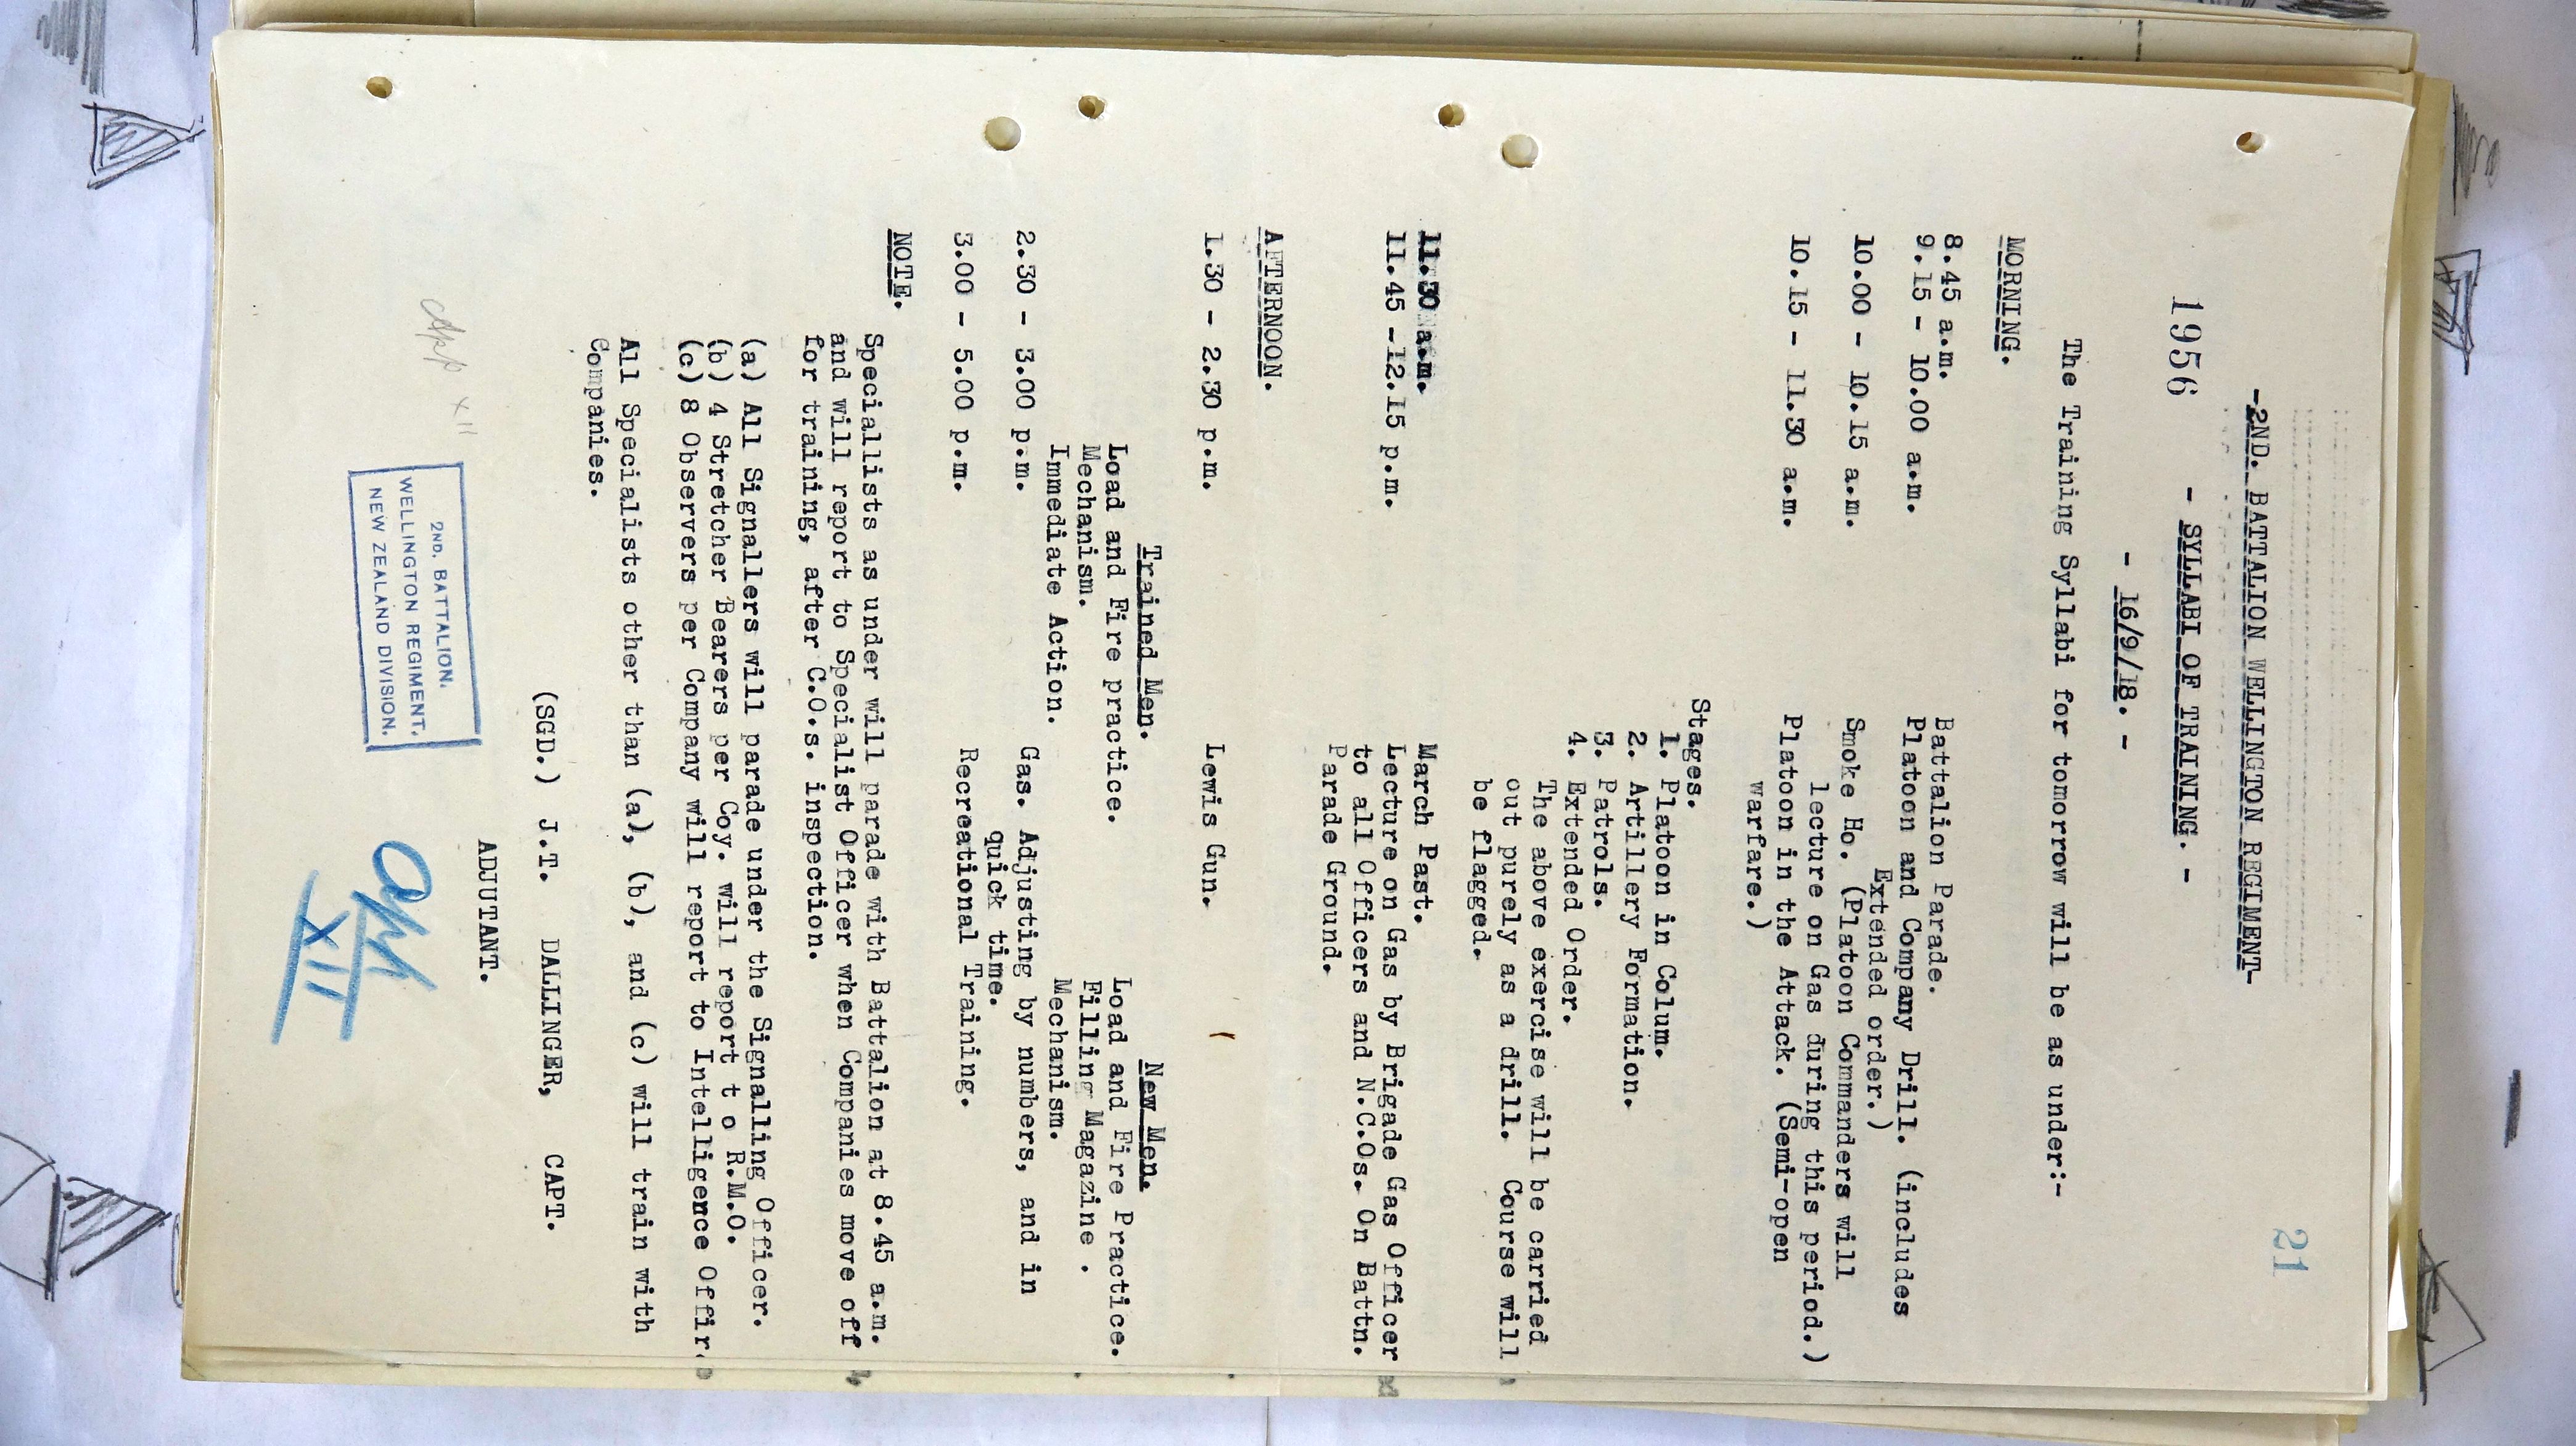 21
-2ND. BATTALION WELLINGTON REGIMENT-
1956 - SYLLABI OF TRAINING. -
- 16/9/18. -
The Training Syllabi for tomorrow will be as under:-
MORNING.
8.45 a.m. Battalion Parade.
9.15 - 10.00 a.m. Platoon and Company Drill. (includes
Extended order.)
10.00 - 10.15 a.m. Smoke Ho. (Platoon Commanders will
lecture on Gas during this period.)
10.15 - 11.30 a.m. Platoon in the Attack. (Semi-open
warfare.)
Stages.
1. Platoon in Colum.
2. Artillery Formation.
3. Patrols.
4. Extended Order.
The above exercise will be carried
out purely as a drill. Course will
be flagged.
11.30 a.m. March Past.
11.45 -12.15 p.m. Lecture on Gas by Brigade Gas Officer
to all Officers and N.C.Os. On Battn.
Parade Ground.
AFTERNOON.
1.30 - 2.30 p.m. Lewis Gun.
Trained Men. New Men.
Load and Fire practice. Load and Fire Practice.
Mechanism. Filling Magazine .
Immediate Action. Mechanism.
2.30 - 3.00 p.m. Gas. Adjusting by numbers, and in
quick time.
3.00 - 5.00 p.m. Recreational Training.
NOTE.
Specialists as under will parade with Battalion at 8.45 a.m.
and will report to Specialist Officer when Companies move off
for training, after C.O.s. inspection.
(a) All Signallers will parade under the Signalling Officer.
(b) 4 Stretcher Bearers per Coy. will report t o R.M.O.
(c) 8 Observers per Company will report to Intelligence
All Specialists other than (a), (b), and (c) will train with
Companies.
(SGD.) J.T. DALLINGER, CAPT.
ADJUTANT.
App XII
2ND. BATTALION.
WELLINGTON REGIMENT.
NEW ZEALAND DIVISION.
App
XII